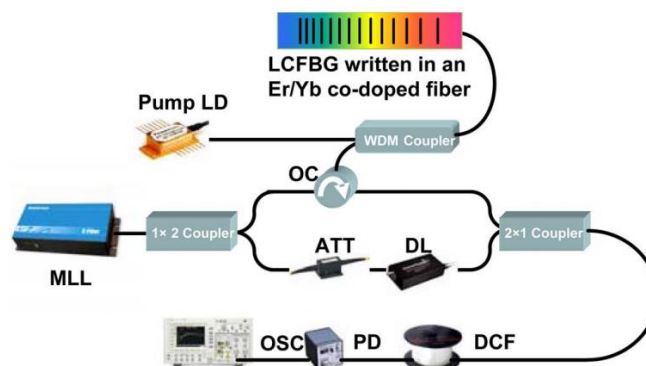 LCFBG written in an
Er/Yb co-doped fiber
Pump LD
WDM Coupler
OC
1× 2 Coupler
2×1 Coupler
ATT
DL
MLL
OSC
PD
DCF